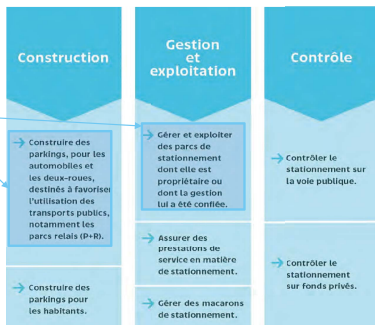 Construction
→ Construire des
parkings, pour les
automobiles et
les deux-roues,
destinés à favoriser
l'utilisation des
transports publics,
notamment les
parcs relais (P+R).
→ Construire des
parkings pour
les habitants.
Gestion
et
exploitation
→ Gérer et exploiter
des parcs de
stationnement
dont elle est
propriétaire ou
dont la gestion
lui a été confiée.
→ Assurer des
prestations de
service en matière
de stationnement.
→ Gérer des macarons
de stationnement.
Contrôle
→ Contrôler le
stationnement sur
la voie publique.
→ Contrôler le
stationnement
sur fonds privés.